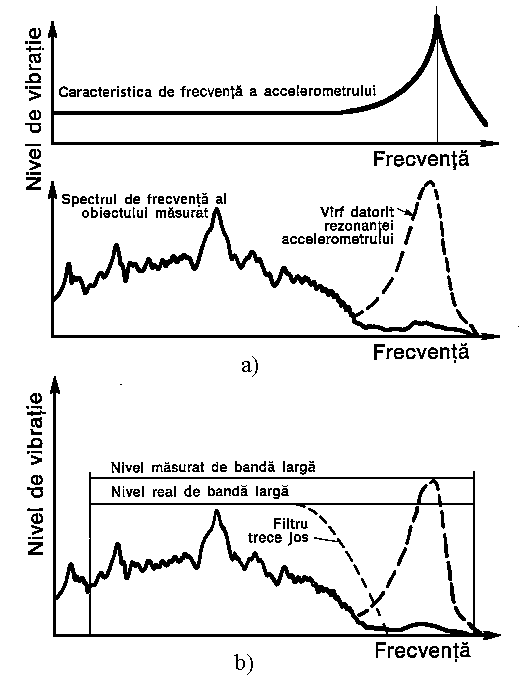 Nivel de vibrație
Caracteristica de frecvență a accelerometrului
Frecvență
Spectrul de frecvență al
obiectului măsurat
Vîrf datorit
rezonanței
accelerometrului
Frecvență
a)
Nivel de vibrație
Nivel măsurat de bandă largă
Nivel real de bandă largă
Filtru
trece jos
Frecvență
b)